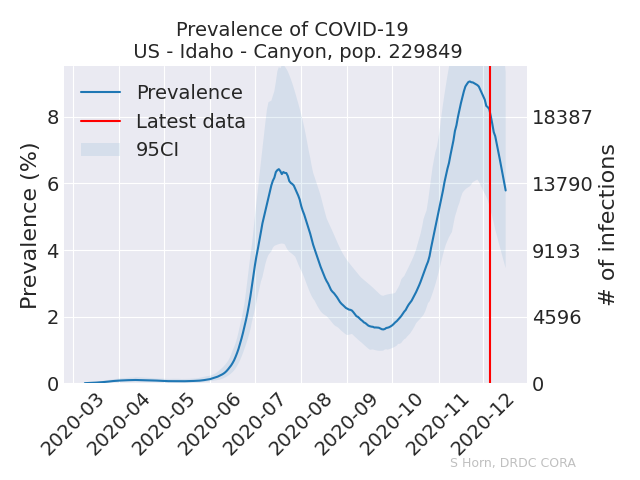 Prevalence of COVID-19
US - Idaho - Canyon, pop. 229849
Prevalence
Latest data
95CI
Prevalence (%)
8
6
4
2
0
18387
13790
9193
4596
0
# of infections
2020-03
2020-04
2020-05
2020-06
2020-07
2020-08
2020-09
2020-10
2020-11
2020-12
S Horn, DRDC CORA